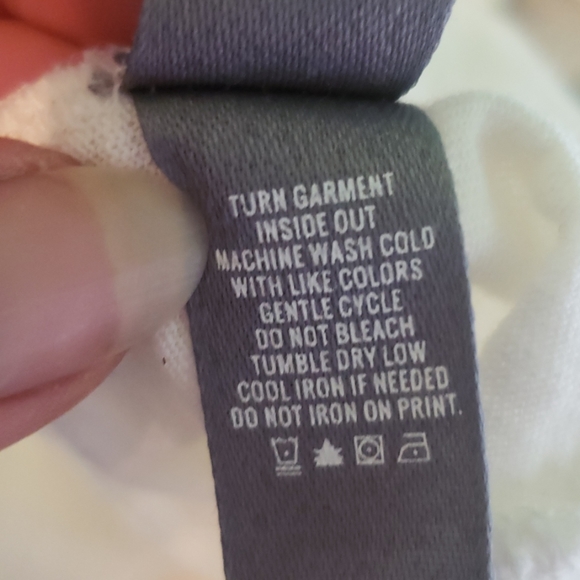 TURN GARMENT
INSIDE OUT
MACHINE WASH COLD
WITH LIKE COLORS
GENTLE CYCLE
DO NOT BLEACH
TUMBLE DRY LOW
COOL IRON IF NEEDED
DO NOT IRON ON PRINT.